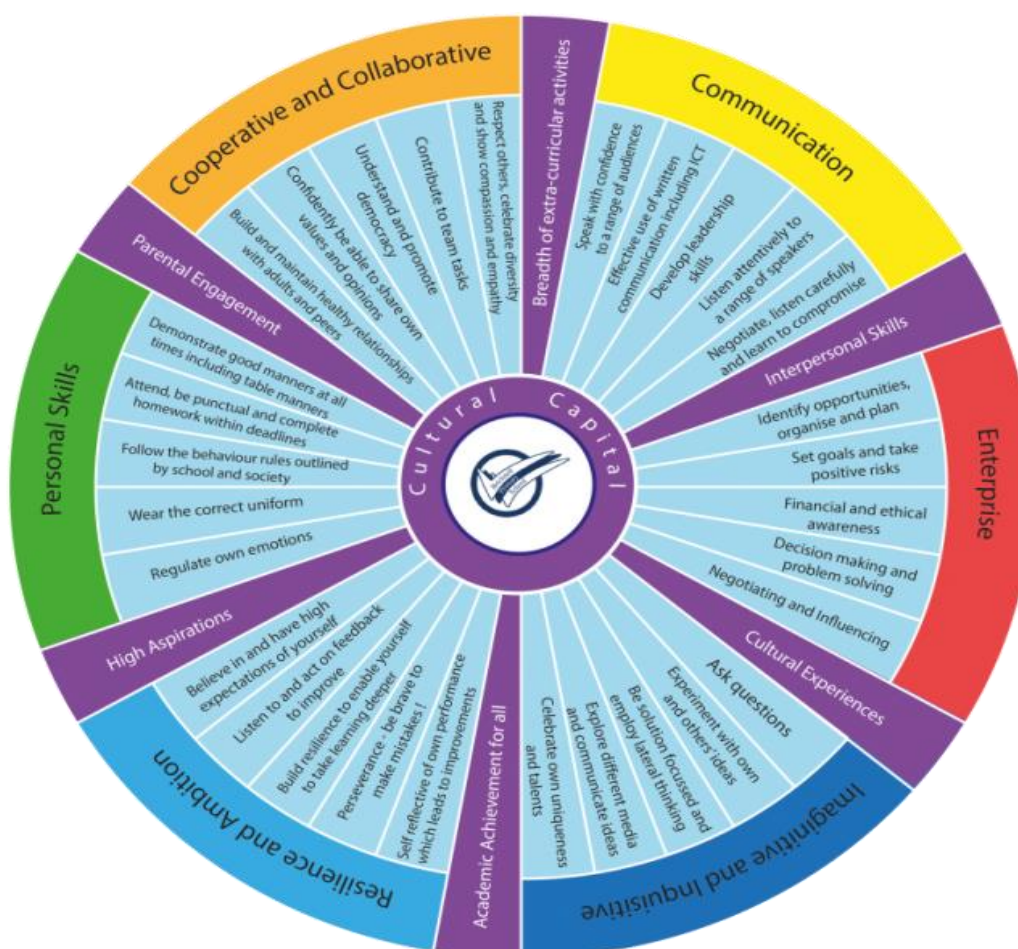 Cultural Capital
Breadth of extra-curricular activities
Communication
Speak with confidence
to a range of audiences
Effective use of written
communication including ICT
Develop leadership
skills
Listen attentively to
a range of speakers
Negotiate, listen carefully
and learn to compromise
Interpersonal Skills
Enterprise
Identify opportunities,
organise and plan
Set goals and take
positive risks
Financial and ethical
awareness
Decision making and
problem solving
Negotiating and Influencing
Cultural Experiences
Imaginitive and Inquisitive
Ask questions
Experiment with own
and others' ideas
Be solution focussed and
employ lateral thinking
Explore different media
and communicate ideas
Celebrate own uniqueness
and talents
Academic Achievement for all
Resilience and Ambition
Self reflective of own performance
which leads to improvements
Perseverance - be brave to
make mistakes !
Build resilience to enable yourself
to take learning deeper
Listen to and act on feedback
to improve
Believe in and have high
expectations of yourself
High Aspirations
Personal Skills
Regulate own emotions
Wear the correct uniform
Follow the behaviour rules outlined
by school and society
Attend, be punctual and complete
homework within deadlines
Demonstrate good manners at all
times including table manners
Parental Engagement
Cooperative and Collaborative
Build and maintain healthy relationships
with adults and peers
Confidently be able to share own
values and opinions
Understand and promote
democracy
Contribute to team tasks
Respect others, celebrate diversity
and show compassion and empathy